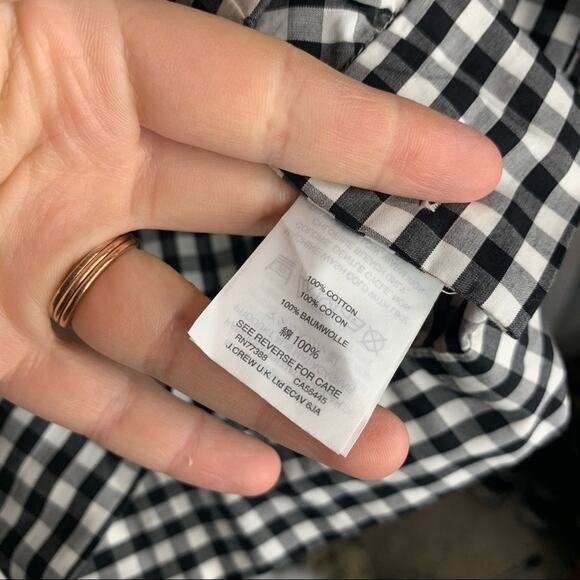 100% COTTON
100% COTON
100% BAUMWOLLE
綿 100%
SEE REVERSE FOR CARE
RN77388 CA56445
J.CREW U.K. Ltd EC4V 6JA